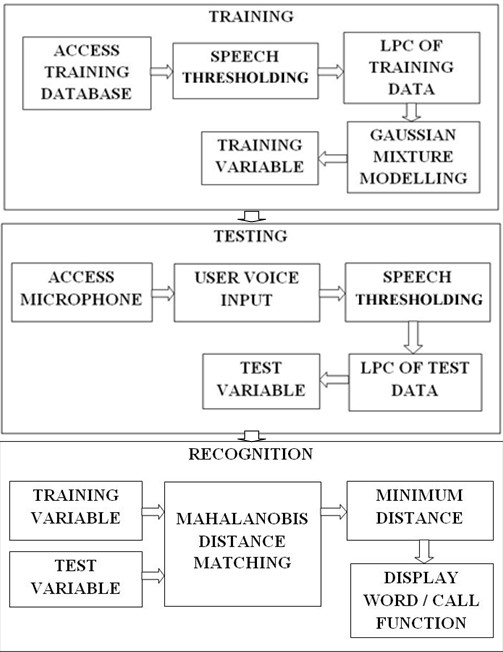 TRAINING
ACCESS
TRAINING
DATABASE
SPEECH
THRESHOLDING
LPC OF
TRAINING
DATA
TRAINING
VARIABLE
GAUSSIAN
MIXTURE
MODELLING
TESTING
ACCESS
MICROPHONE
USER VOICE
INPUT
SPEECH
THRESHOLDING
TEST
VARIABLE
LPC OF TEST
DATA
RECOGNITION
TRAINING
VARIABLE
TEST
VARIABLE
MAHALANOBIS
DISTANCE
MATCHING
MINIMUM
DISTANCE
DISPLAY
WORD / CALL
FUNCTION